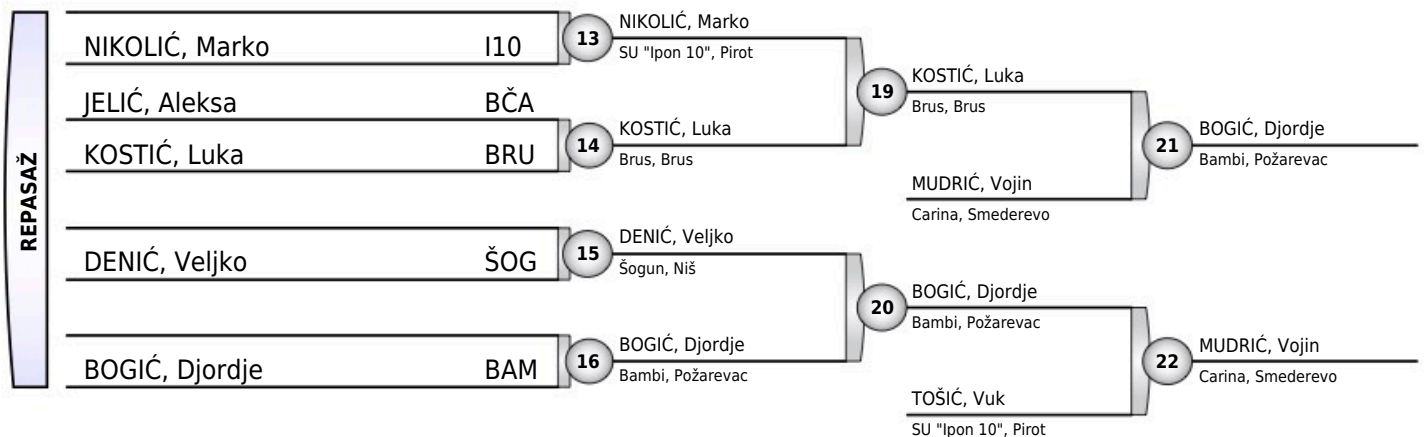 REPASAŽ
NIKOLIĆ, Marko I10
JELIĆ, Aleksa BČA
KOSTIĆ, Luka BRU
DENIĆ, Veljko ŠOG
BOGIĆ, Djordje BAM
13
NIKOLIĆ, Marko
SU "Ipon 10", Pirot
14
KOSTIĆ, Luka
Brus, Brus
15
DENIĆ, Veljko
Šogun, Niš
16
BOGIĆ, Djordje
Bambi, Požarevac
19
KOSTIĆ, Luka
Brus, Brus
MUDRIĆ, Vojin
Carina, Smederevo
20
BOGIĆ, Djordje
Bambi, Požarevac
TOŠIĆ, Vuk
SU "Ipon 10", Pirot
21
BOGIĆ, Djordje
Bambi, Požarevac
22
MUDRIĆ, Vojin
Carina, Smederevo